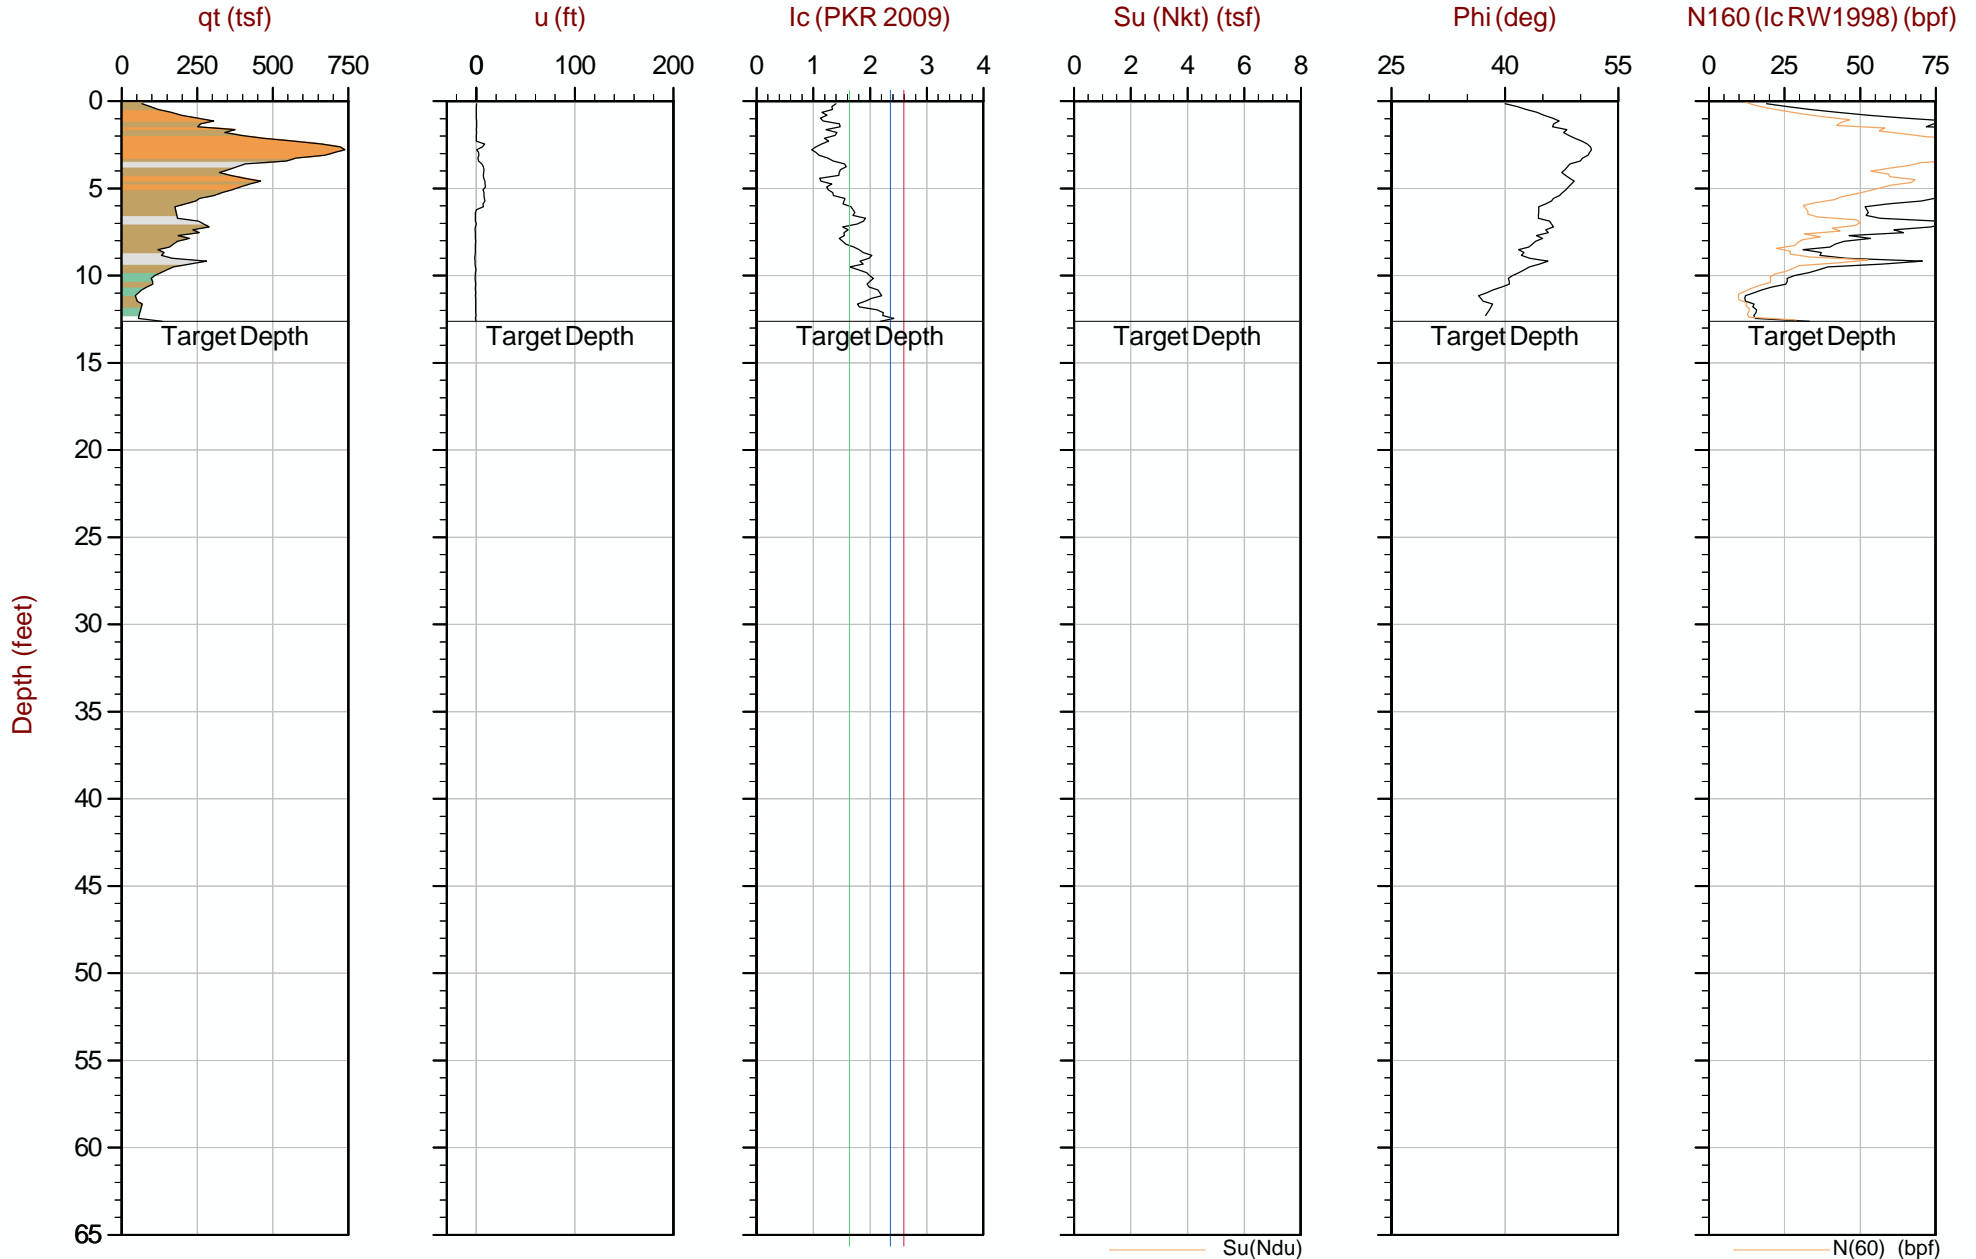 qt (tsf) u (ft) Ic (PKR 2009) Su (Nkt) (tsf) Phi (deg) N160 (Ic RW1998) (bpf)
0 250 500 750 0 100 200 0 1 2 3 4 0 2 4 6 8 25 40 55 0 25 50 75
0
5
10
Target Depth Target Depth Target Depth Target Depth Target Depth Target Depth
15
20
25
30
Depth (feet)
35
40
45
50
55
60
65
Su(Ndu) N(60) (bpf)